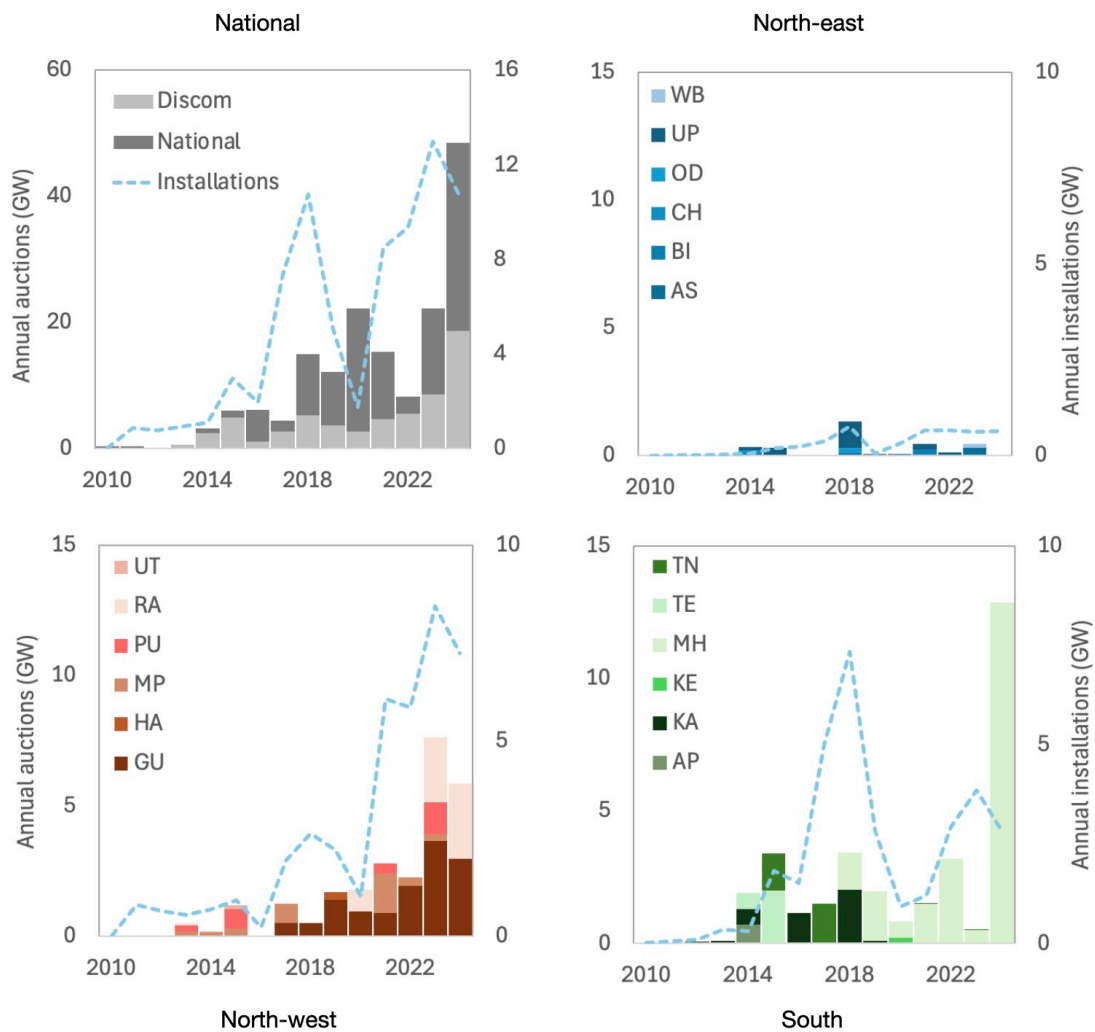 National
60
40
20
0
Annual auctions (GW)
Discom
National
Installations
16
12
8
4
0
2010 2014 2018 2022
North-east
15
10
5
0
WB
UP
OD
CH
BI
AS
10
5
0
Annual installations (GW)
2010 2014 2018 2022
15
10
5
0
Annual auctions (GW)
UT
RA
PU
MP
HA
GU
10
5
0
2010 2014 2018 2022
North-west
15
10
5
0
TN
TE
MH
KE
KA
AP
10
5
0
Annual installations (GW)
2010 2014 2018 2022
South